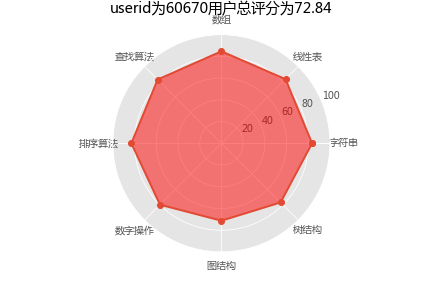 userid为60670用户总评分为72.84
数组
查找算法
线性表
100
80
60
40
20
排序算法
字符串
数字操作
树结构
图结构